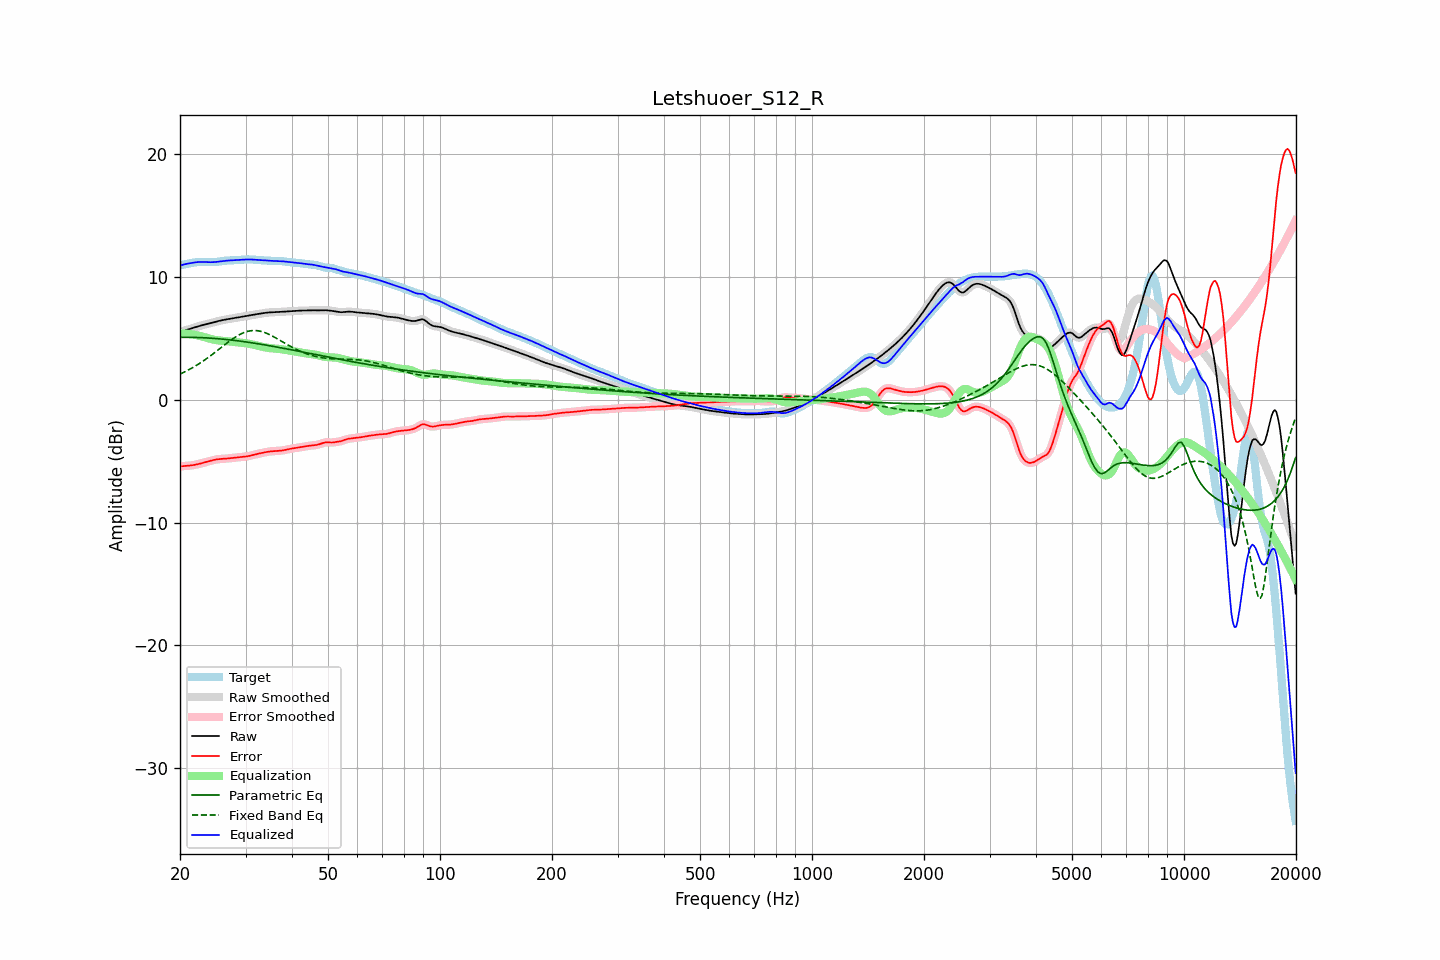 Letshuoer_S12_R
20
10
0
−10
−20
−30
Amplitude (dBr)
Target
Raw Smoothed
Error Smoothed
Raw
Error
Equalization
Parametric Eq
Fixed Band Eq
Equalized
20 50 100 200 500 1000 2000 5000 10000 20000
Frequency (Hz)